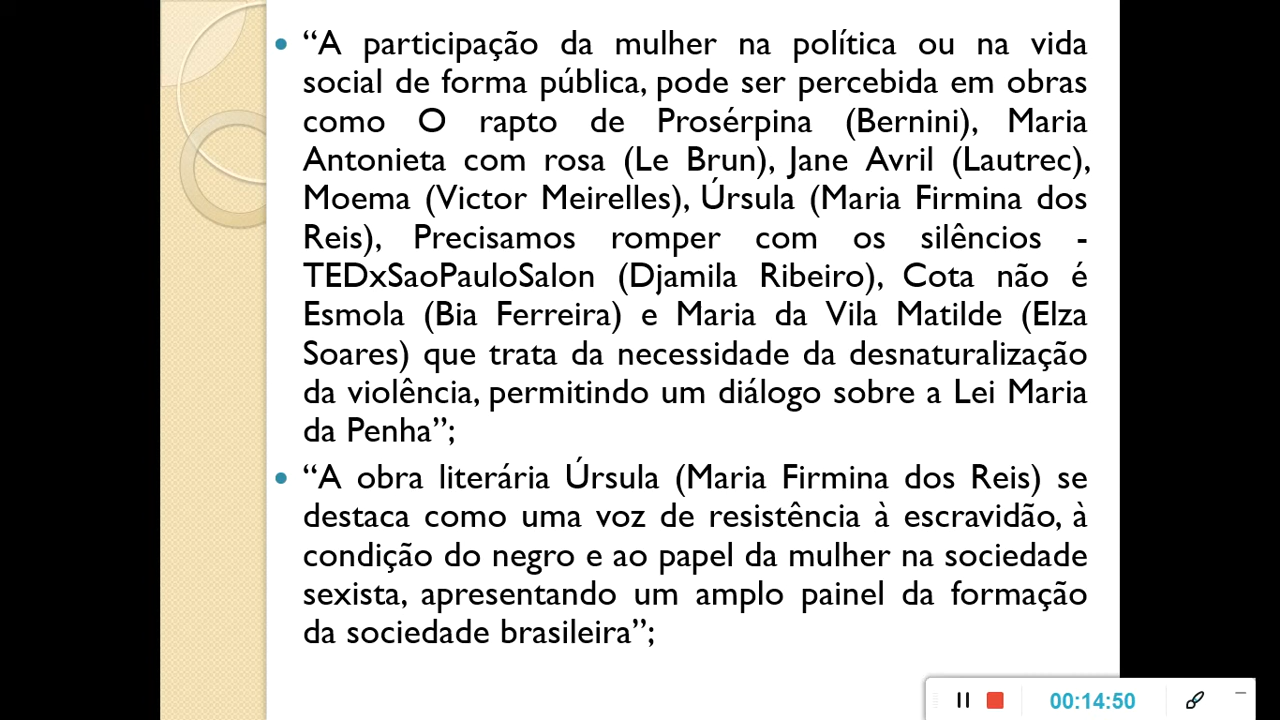 “A participação da mulher na política ou na vida
social de forma pública, pode ser percebida em obras
como O rapto de Prosérpina (Bernini), Maria
Antonieta com rosa (Le Brun), Jane Avril (Lautrec),
Moema (Victor Meirelles), Úrsula (Maria Firmina dos
Reis), Precisamos romper com os silêncios -
TEDxSaoPauloSalon (Djamila Ribeiro), Cota não é
Esmola (Bia Ferreira) e Maria da Vila Matilde (Elza
Soares) que trata da necessidade da desnaturalização
da violência, permitindo um diálogo sobre a Lei Maria
da Penha”;
“A obra literária Úrsula (Maria Firmina dos Reis) se
destaca como uma voz de resistência à escravidão, à
condição do negro e ao papel da mulher na sociedade
sexista, apresentando um amplo painel da formação
da sociedade brasileira”;
00:14:50